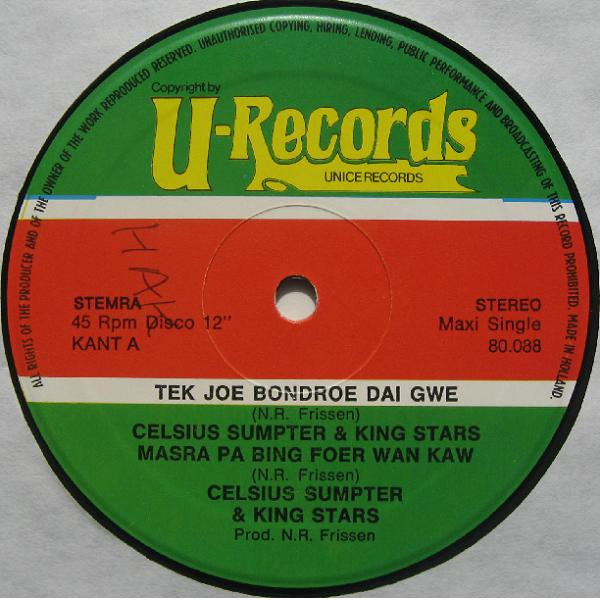 ALL RIGHTS OF THE PRODUCER AND OF THE OWNER OF THE WORK REPRODUCED RESERVED. UNAUTHORISED COPYING, HIRING, LENDING, PUBLIC PERFORMANCE AND BROADCASTING OF THIS RECORD PROHIBITED. MADE IN HOLLAND.
Copyright by
U-Records
UNICE RECORDS
STEMRA
45 Rpm Disco 12"
KANT A
STEREO
Maxi Single
80.038
TEK JOE BONDROE DAI GWE
(N.R. Frissen)
CELSIUS SUMPTER & KING STARS
MASRA PA BING FOER WAN KAW
(N.R. Frissen)
CELSIUS SUMPTER
& KING STARS
Prod. N.R. Frissen